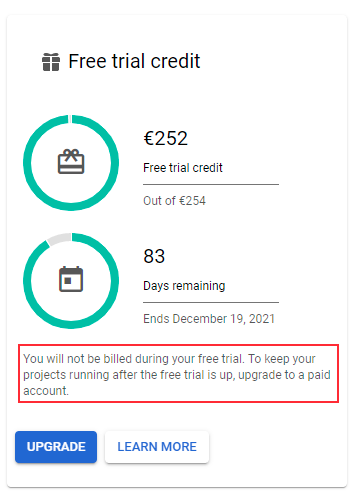 Free trial credit
€252
Free trial credit
Out of €254
83
Days remaining
Ends December 19, 2021
You will not be billed during your free trial. To keep your
projects running after the free trial is up, upgrade to a paid
account.
UPGRADE
LEARN MORE